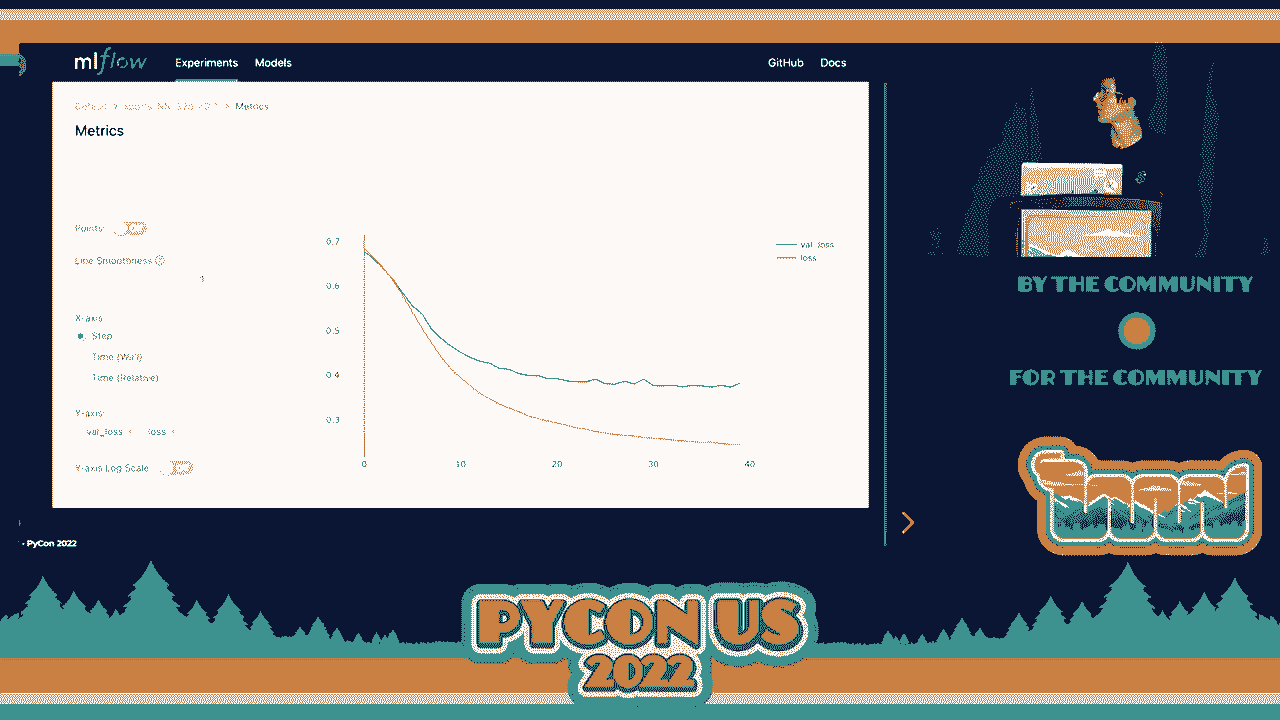 mlflow Experiments Models GitHub Docs
Metrics
Metrics
Points:
Line Smoothness
1
X-axis:
Step
Time (Wall)
Time (Relative)
Y-axis:
val_loss × loss ×
Y-axis Log Scale:
0.7
0.6
0.5
0.4
0.3
0 10 20 30 40
val_loss
loss
BY THE COMMUNITY
FOR THE COMMUNITY
- PyCon 2022
PYCON US
2022